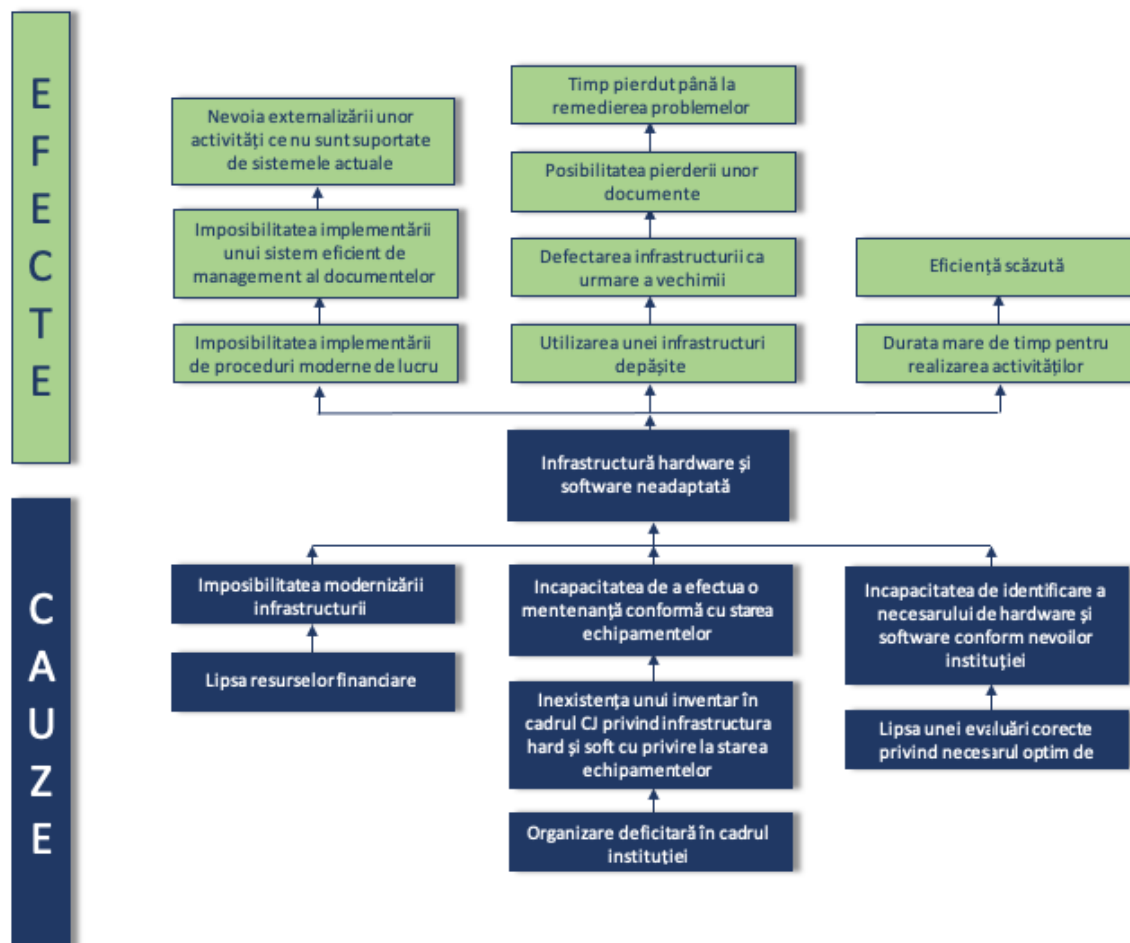 EFECTE
Timp pierdut până la
remedierea problemelor
Nevoia externalizării unor
activități ce nu sunt suportate
de sistemele actuale
Posibilitatea pierderii unor
documente
Imposibilitatea implementării
unui sistem eficient de
management al documentelor
Defectarea infrastructurii ca
urmare a vechimii
Eficiență scăzută
Imposibilitatea implementării
de proceduri moderne de lucru
Utilizarea unei infrastructuri
depășite
Durata mare de timp pentru
realizarea activităților
Infrastructură hardware și
software neadaptată
CAUZE
Imposibilitatea modernizării
infrastructurii
Incapacitatea de a efectua o
mentenanță conformă cu starea
echipamentelor
Incapacitatea de identificare a
necesarului de hardware și
software conform nevoilor
instituției
Lipsa resurselor financiare
Inexistența unui inventar în
cadrul CJ privind infrastructura
hard și soft cu privire la starea
echipamentelor
Lipsa unei evaluări corecte
privind necesarul optim de
Organizare deficitară în cadrul
instituției